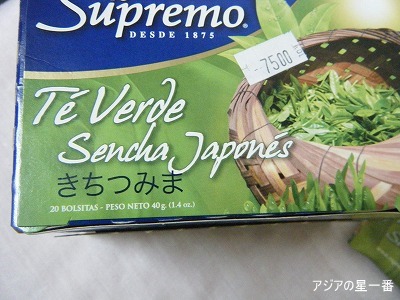 Supremo®
DESDE 1875
7500
Té Verde
Sencha Japonés
きちつみま
20 BOLSITAS - PESO NETO 40 g. (1.4 oz.)
アジアの星一番